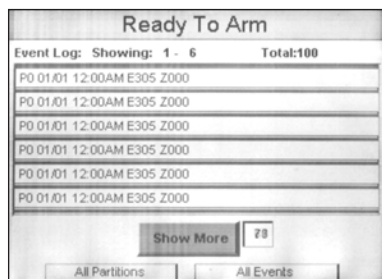 Ready To Arm
Event Log: Showing: 1 - 6 Total:100
P0 01/01 12:00AM E305 Z000
P0 01/01 12:00AM E305 Z000
P0 01/01 12:00AM E305 Z000
P0 01/01 12:00AM E305 Z000
P0 01/01 12:00AM E305 Z000
P0 01/01 12:00AM E305 Z000
Show More
All Partitions All Events